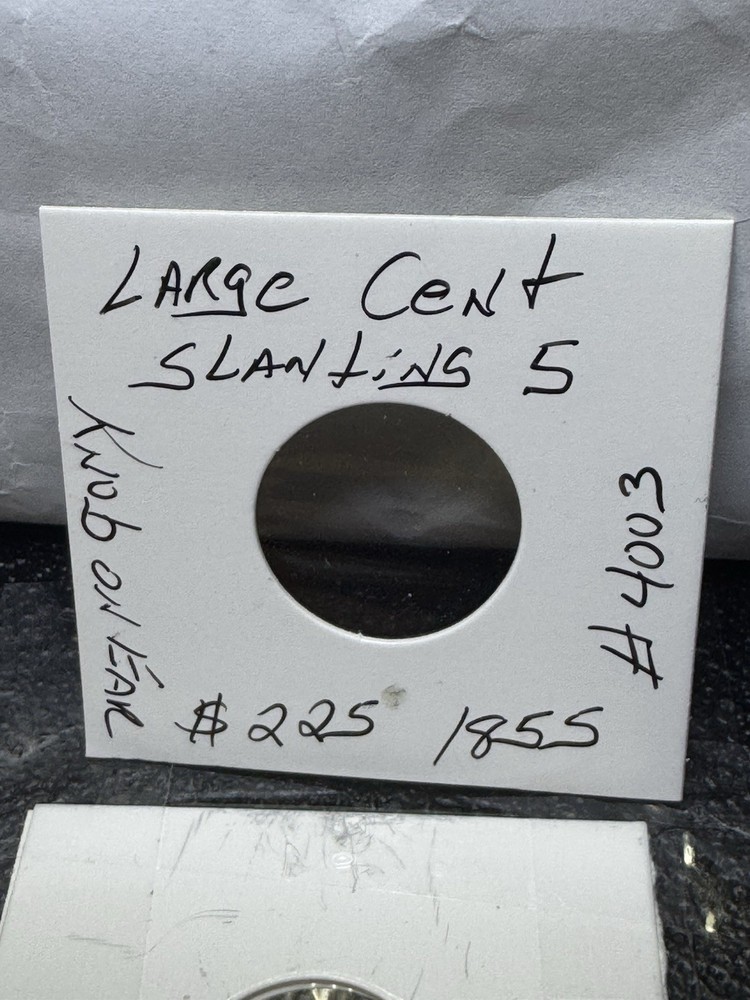 LARge CeNt
SLANtiNG 5
KNOb ON EAR
#4003
$225 1855